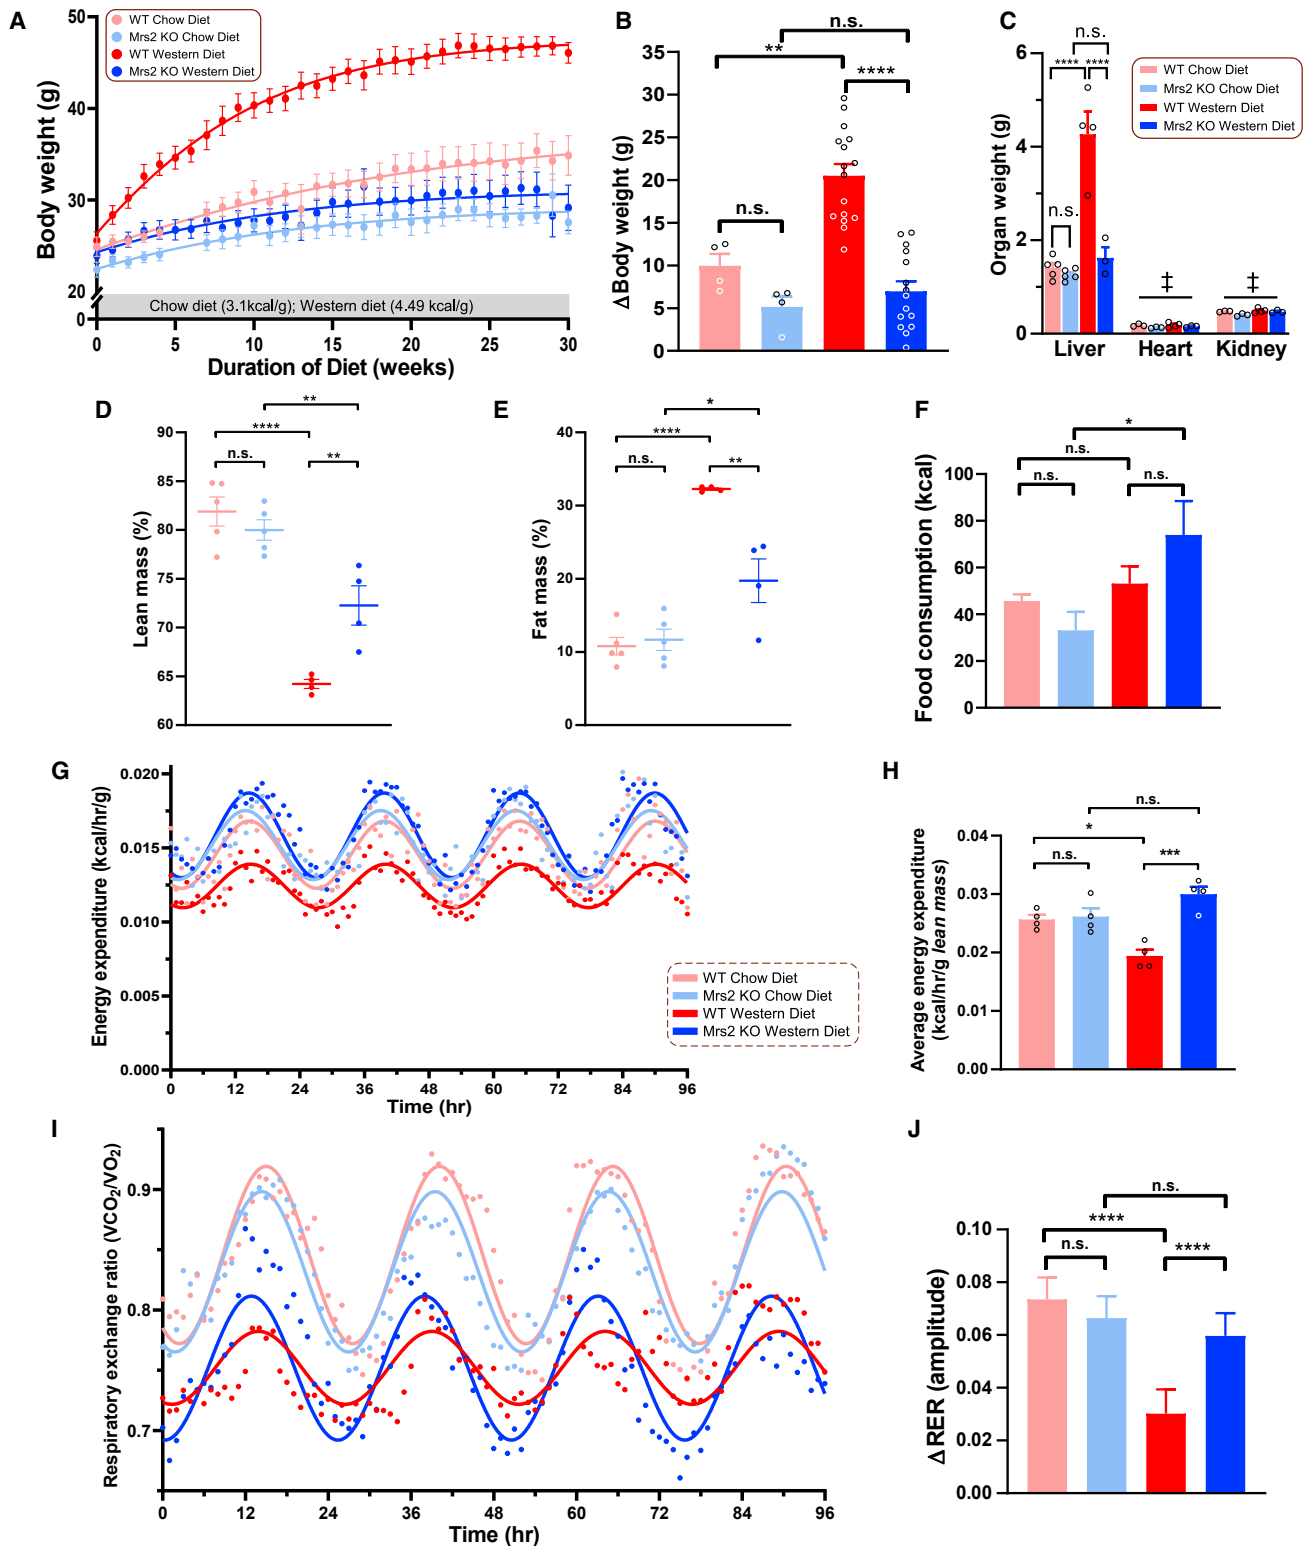 A
WT Chow Diet
Mrs2 KO Chow Diet
WT Western Diet
Mrs2 KO Western Diet
Body weight (g)
50
40
30
20
0
Chow diet (3.1kcal/g); Western diet (4.49 kcal/g)
0 5 10 15 20 25 30
Duration of Diet (weeks)
B
n.s.
**
****
n.s.
ΔBody weight (g)
35
30
25
20
15
10
5
0
C
n.s.
**** ****
n.s.
‡ ‡
WT Chow Diet
Mrs2 KO Chow Diet
WT Western Diet
Mrs2 KO Western Diet
Organ weight (g)
6
4
2
0
Liver Heart Kidney
D
**
****
n.s. **
Lean mass (%)
90
85
80
75
70
65
60
E
*
****
n.s. **
Fat mass (%)
40
30
20
10
0
F
*
n.s.
n.s. n.s.
Food consumption (kcal)
100
80
60
40
20
0
G
Energy expenditure (kcal/hr/g)
0.020
0.015
0.010
0.005
0.000
WT Chow Diet
Mrs2 KO Chow Diet
WT Western Diet
Mrs2 KO Western Diet
0 12 24 36 48 60 72 84 96
Time (hr)
H
n.s.
*
n.s. ***
Average energy expenditure
(kcal/hr/g lean mass)
0.04
0.03
0.02
0.01
0.00
I
Respiratory exchange ratio (VCO₂/VO₂)
0.9
0.8
0.7
0 12 24 36 48 60 72 84 96
Time (hr)
J
n.s.
****
n.s. ****
ΔRER (amplitude)
0.10
0.08
0.06
0.04
0.02
0.00